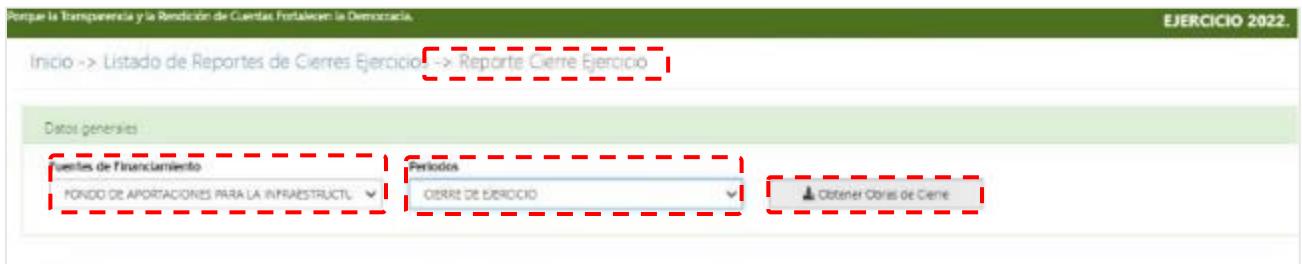 Porque la Transparencia y la Rendición de Cuentas Fortalecen la Democracia.
EJERCICIO 2022.
Inicio -> Listado de Reportes de Cierres Ejercicios -> Reporte Cierre Ejercicio
Datos generales
Fuentes de Financiamiento
Periodos
FONDO DE APORTACIONES PARA LA INFRAESTRUCTU
CIERRE DE EJERCICIO
Obtener Obras de Cierre